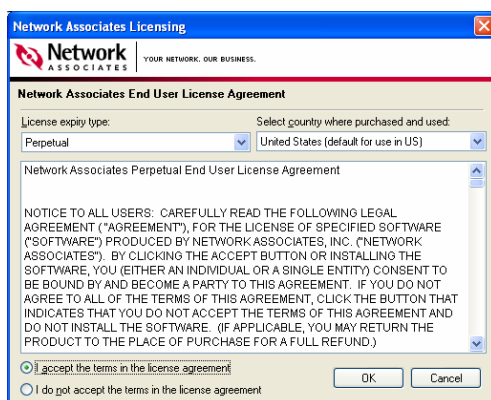 Network Associates Licensing
Network
ASSOCIATES
YOUR NETWORK. OUR BUSINESS.
Network Associates End User License Agreement
License expiry type:
Select country where purchased and used:
Perpetual
United States (default for use in US)
Network Associates Perpetual End User License Agreement
NOTICE TO ALL USERS: CAREFULLY READ THE FOLLOWING LEGAL
AGREEMENT ( "AGREEMENT"), FOR THE LICENSE OF SPECIFIED SOFTWARE
("SOFTWARE") PRODUCED BY NETWORK ASSOCIATES, INC. ("NETWORK
ASSOCIATES"). BY CLICKING THE ACCEPT BUTTON OR INSTALLING THE
SOFTWARE, YOU (EITHER AN INDIVIDUAL OR A SINGLE ENTITY) CONSENT TO
BE BOUND BY AND BECOME A PARTY TO THIS AGREEMENT. IF YOU DO NOT
AGREE TO ALL OF THE TERMS OF THIS AGREEMENT, CLICK THE BUTTON THAT
INDICATES THAT YOU DO NOT ACCEPT THE TERMS OF THIS AGREEMENT AND
DO NOT INSTALL THE SOFTWARE. (IF APPLICABLE, YOU MAY RETURN THE
PRODUCT TO THE PLACE OF PURCHASE FOR A FULL REFUND.)
I accept the terms in the license agreement
I do not accept the terms in the license agreement
OK
Cancel